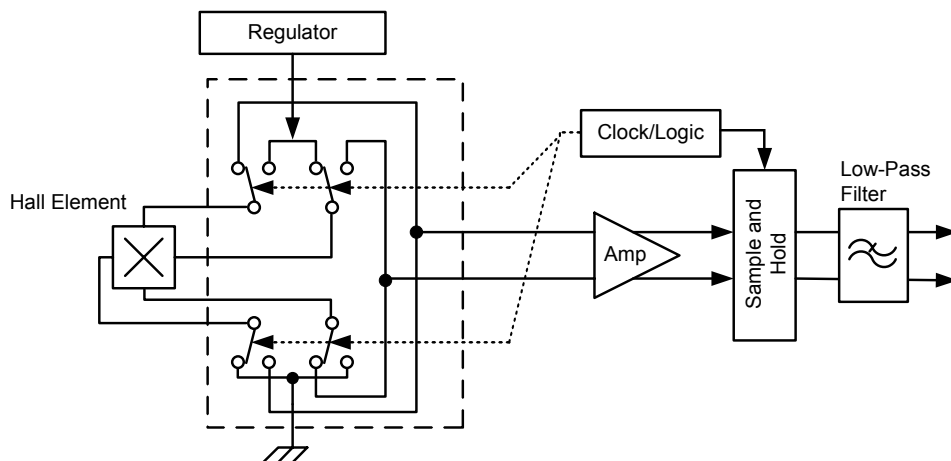 Regulator
Clock/Logic
Low-Pass
Filter
Hall Element
Amp
Sample and
Hold